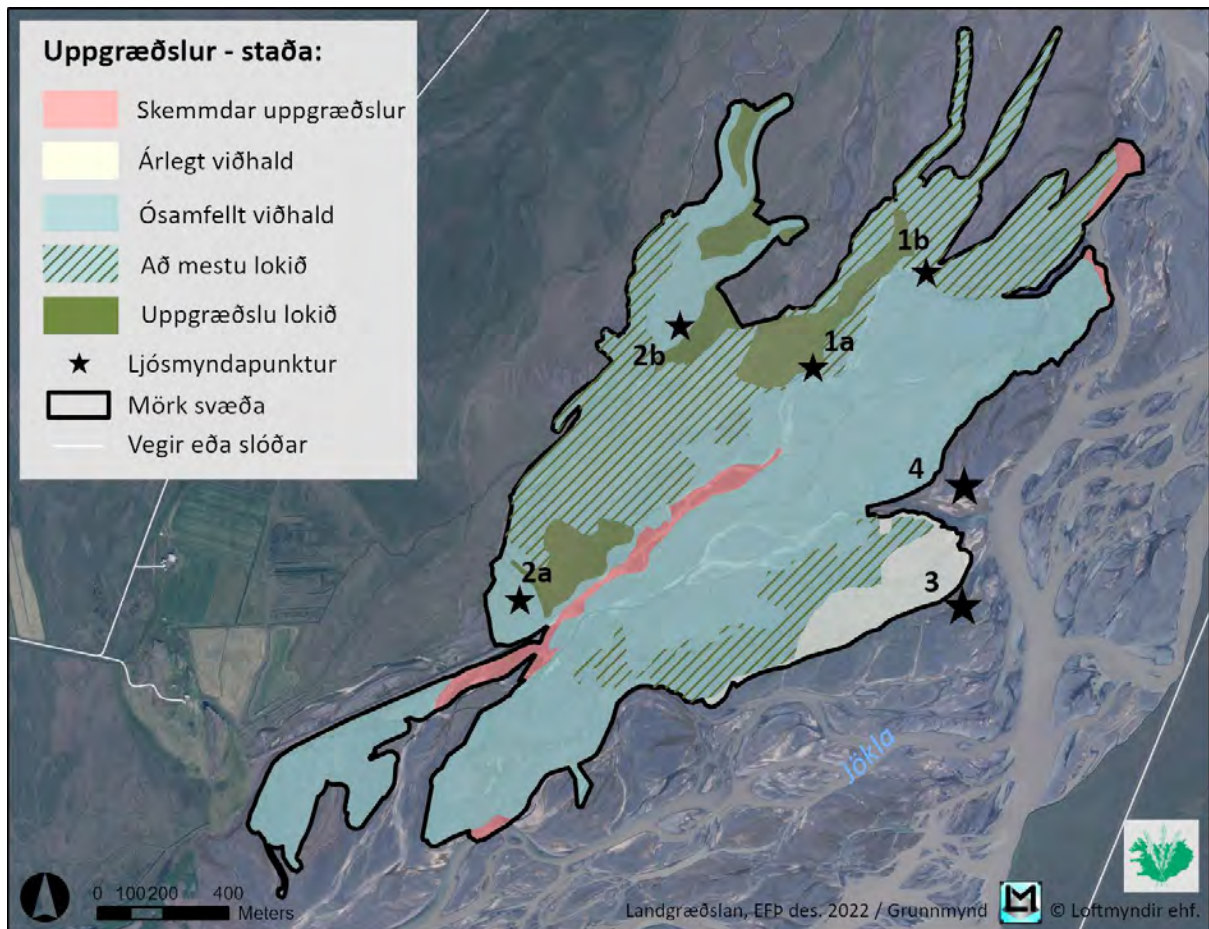 Uppgræðslur - staða:
Skemmdar uppgræðslur
Árlegt viðhald
Ósamfellt viðhald
Að mestu lokið
Uppgræðslu lokið
Ljósmyndapunktur
Mörk svæða
Vegir eða slóðar
1b
2b
1a
4
2a
3
Jökla
0 100 200 400
Meters
Landgræðslan, EFÞ des. 2022 / Grunnmynd M © Loftmyndir ehf.